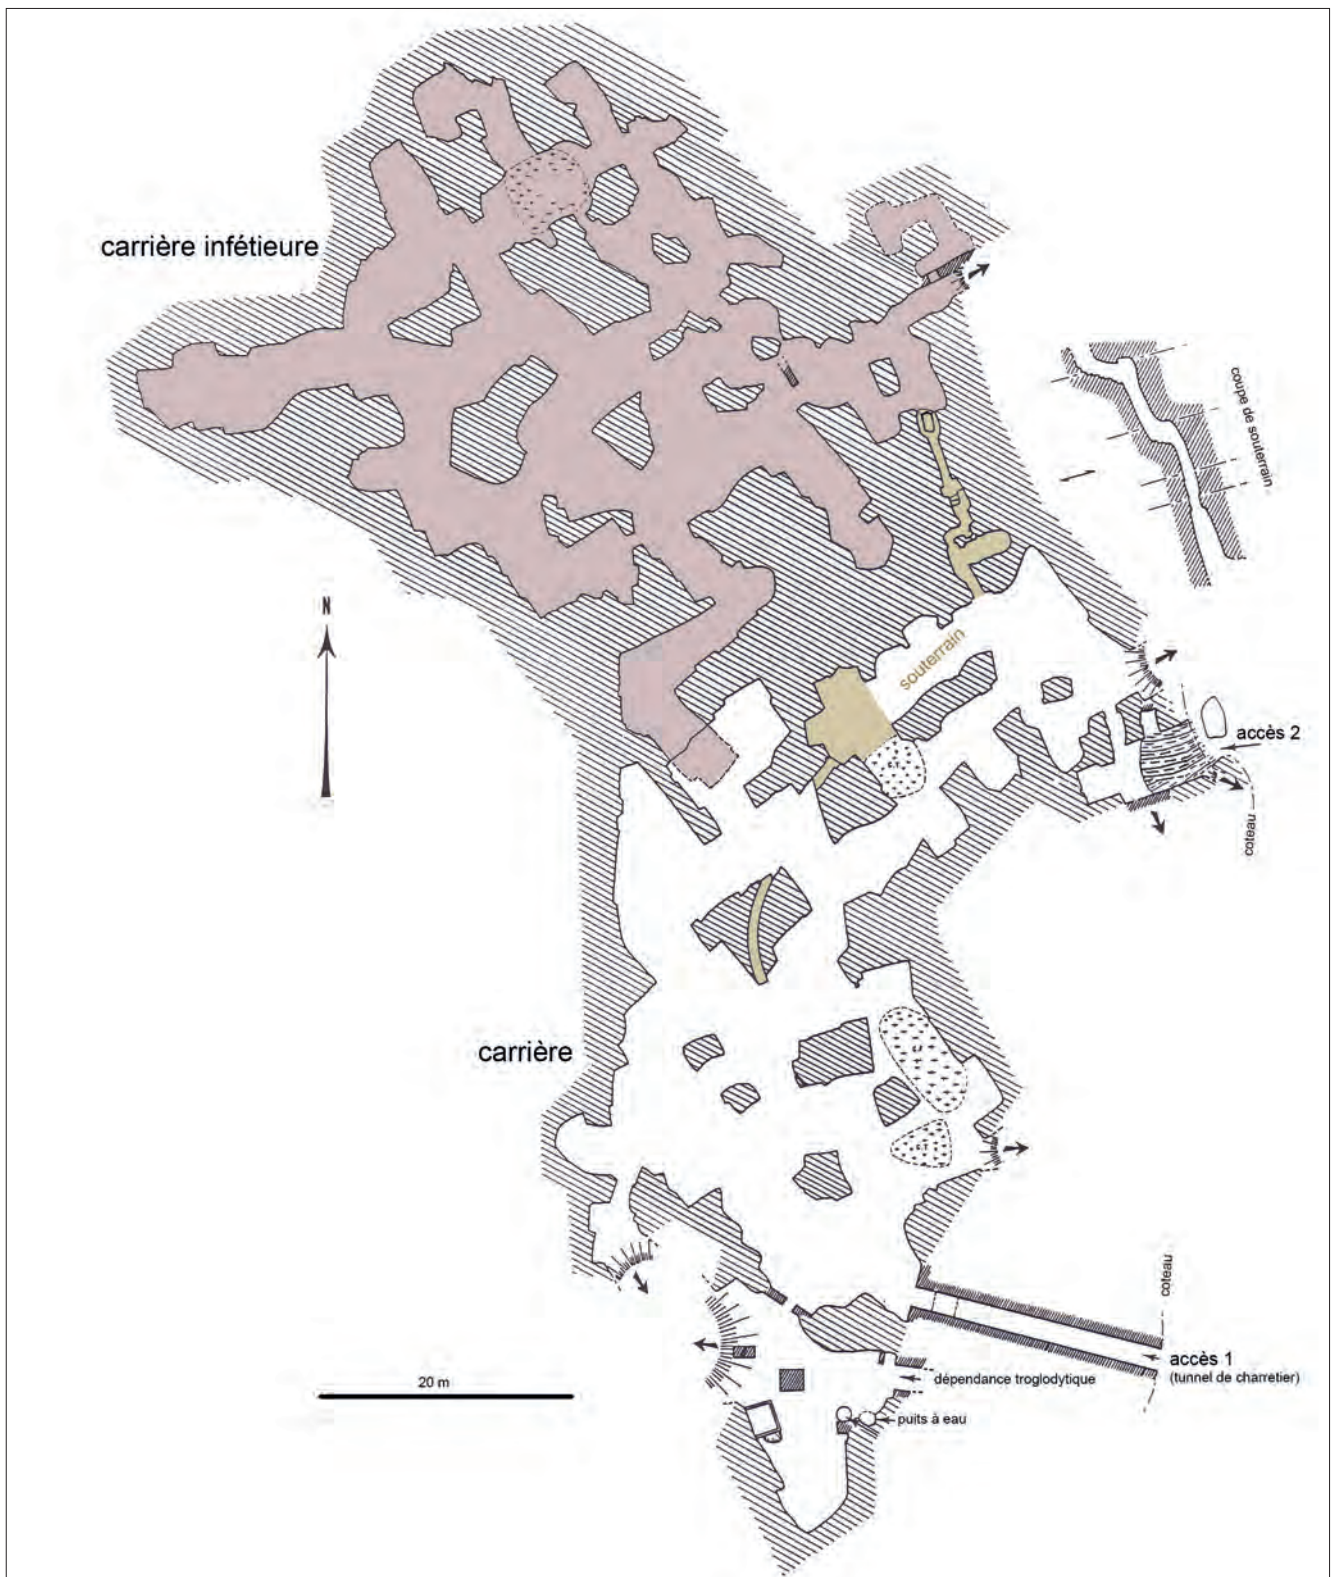 carrière infétieure
coupe de souterrain
N
souterrain
accès 2
coteau
carrière
coteau
20 m
accès 1
(tunnel de charretier)
dépendance troglodytique
puits à eau